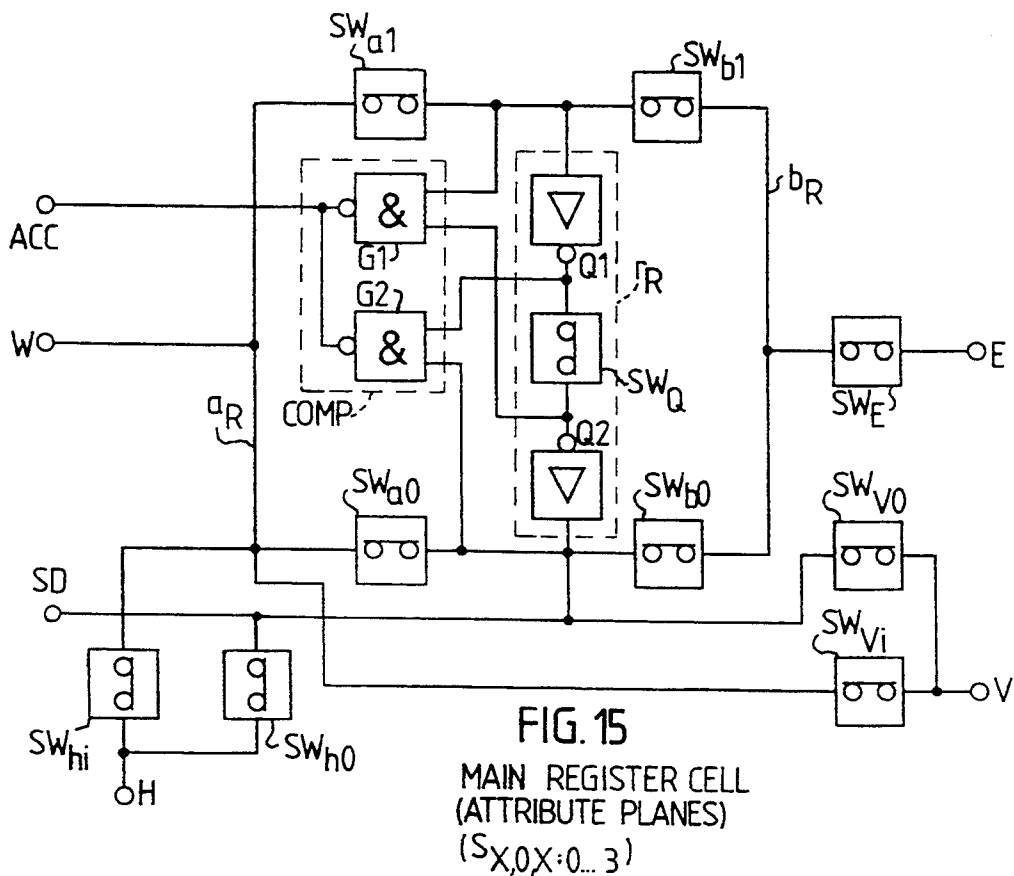 SWa1
SWb1
bR
ACC
&
G1
Q1
rR
G2
W
&
SWQ
E
SWE
COMP
aR
Q2
SWa0
SWb0
SWV0
SD
SWVi
V
SWhi
SWh0
H
FIG. 15
MAIN REGISTER CELL
(ATTRIBUTE PLANES)
(SX,0,X:0...3)